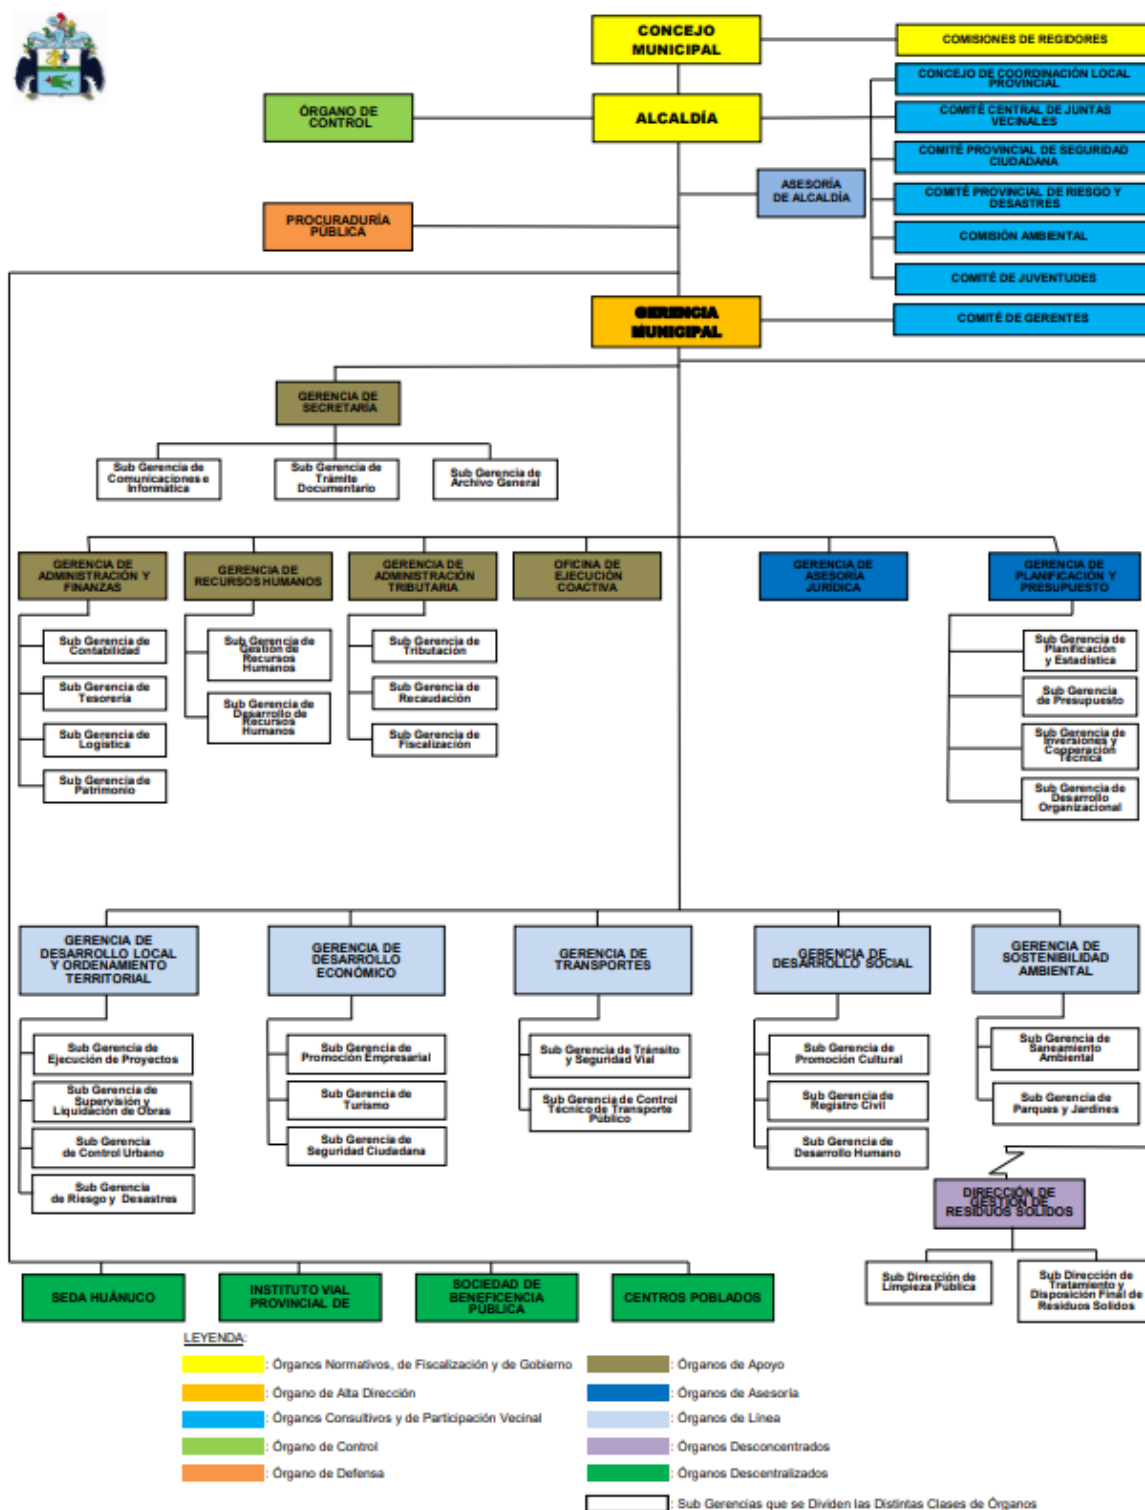 CONCEJO
MUNICIPAL
COMISIONES DE REGIDORES
CONCEJO DE COORDINACIÓN LOCAL
PROVINCIAL
ÓRGANO DE
CONTROL
ALCALDÍA
COMITÉ CENTRAL DE JUNTAS
VECINALES
COMITÉ PROVINCIAL DE SEGURIDAD
CIUDADANA
ASESORÍA
DE ALCALDÍA
COMITÉ PROVINCIAL DE RIESGO Y
DESASTRES
PROCURADURÍA
PÚBLICA
COMISIÓN AMBIENTAL
COMITÉ DE JUVENTUDES
GERENCIA
MUNICIPAL
COMITÉ DE GERENTES
GERENCIA DE
SECRETARÍA
Sub Gerencia de
Comunicaciones e
Informática
Sub Gerencia de
Trámite
Documentario
Sub Gerencia de
Archivo General
GERENCIA DE
ADMINISTRACIÓN Y
FINANZAS
GERENCIA DE
RECURSOS HUMANOS
GERENCIA DE
ADMINISTRACIÓN
TRIBUTARIA
OFICINA DE
EJECUCIÓN
COACTIVA
GERENCIA DE
ASESORÍA
JURÍDICA
GERENCIA DE
PLANIFICACIÓN Y
PRESUPUESTO
Sub Gerencia de
Contabilidad
Sub Gerencia de
Tesorería
Sub Gerencia de
Logística
Sub Gerencia de
Patrimonio
Sub Gerencia de
Gestión de
Recursos
Humanos
Sub Gerencia de
Desarrollo de
Recursos
Humanos
Sub Gerencia de
Tributación
Sub Gerencia de
Recaudación
Sub Gerencia de
Fiscalización
Sub Gerencia de
Planificación
y Estadística
Sub Gerencia
de Presupuesto
Sub Gerencia de
Inversiones y
Cooperación
Técnica
Sub Gerencia de
Desarrollo
Organizacional
GERENCIA DE
DESARROLLO LOCAL
Y ORDENAMIENTO
TERRITORIAL
GERENCIA DE
DESARROLLO
ECONÓMICO
GERENCIA DE
TRANSPORTES
GERENCIA DE
DESARROLLO SOCIAL
GERENCIA DE
SOSTENIBILIDAD
AMBIENTAL
Sub Gerencia de
Ejecución de Proyectos
Sub Gerencia de
Supervisión y
Liquidación de Obras
Sub Gerencia
de Control Urbano
Sub Gerencia
de Riesgo y Desastres
Sub Gerencia de
Promoción Empresarial
Sub Gerencia de
Turismo
Sub Gerencia de
Seguridad Ciudadana
Sub Gerencia de Tránsito
y Seguridad Vial
Sub Gerencia de Control
Técnico de Transporte
Público
Sub Gerencia de
Promoción Cultural
Sub Gerencia de
Registro Civil
Sub Gerencia de
Desarrollo Humano
Sub Gerencia de
Saneamiento
Ambiental
Sub Gerencia de
Parques y Jardines
DIRECCIÓN DE
GESTIÓN DE
RESIDUOS SOLIDOS
Sub Dirección de
Limpieza Pública
Sub Dirección de
Tratamiento y
Disposición Final de
Residuos Solidos
SEDA HUÁNUCO
INSTITUTO VIAL
PROVINCIAL DE
SOCIEDAD DE
BENEFICENCIA
PÚBLICA
CENTROS POBLADOS
LEYENDA:
: Órganos Normativos, de Fiscalización y de Gobierno
: Órgano de Alta Dirección
: Órganos Consultivos y de Participación Vecinal
: Órgano de Control
: Órgano de Defensa
: Órganos de Apoyo
: Órganos de Asesoría
: Órganos de Línea
: Órganos Desconcentrados
: Órganos Descentralizados
: Sub Gerencias que se Dividen las Distintas Clases de Órganos